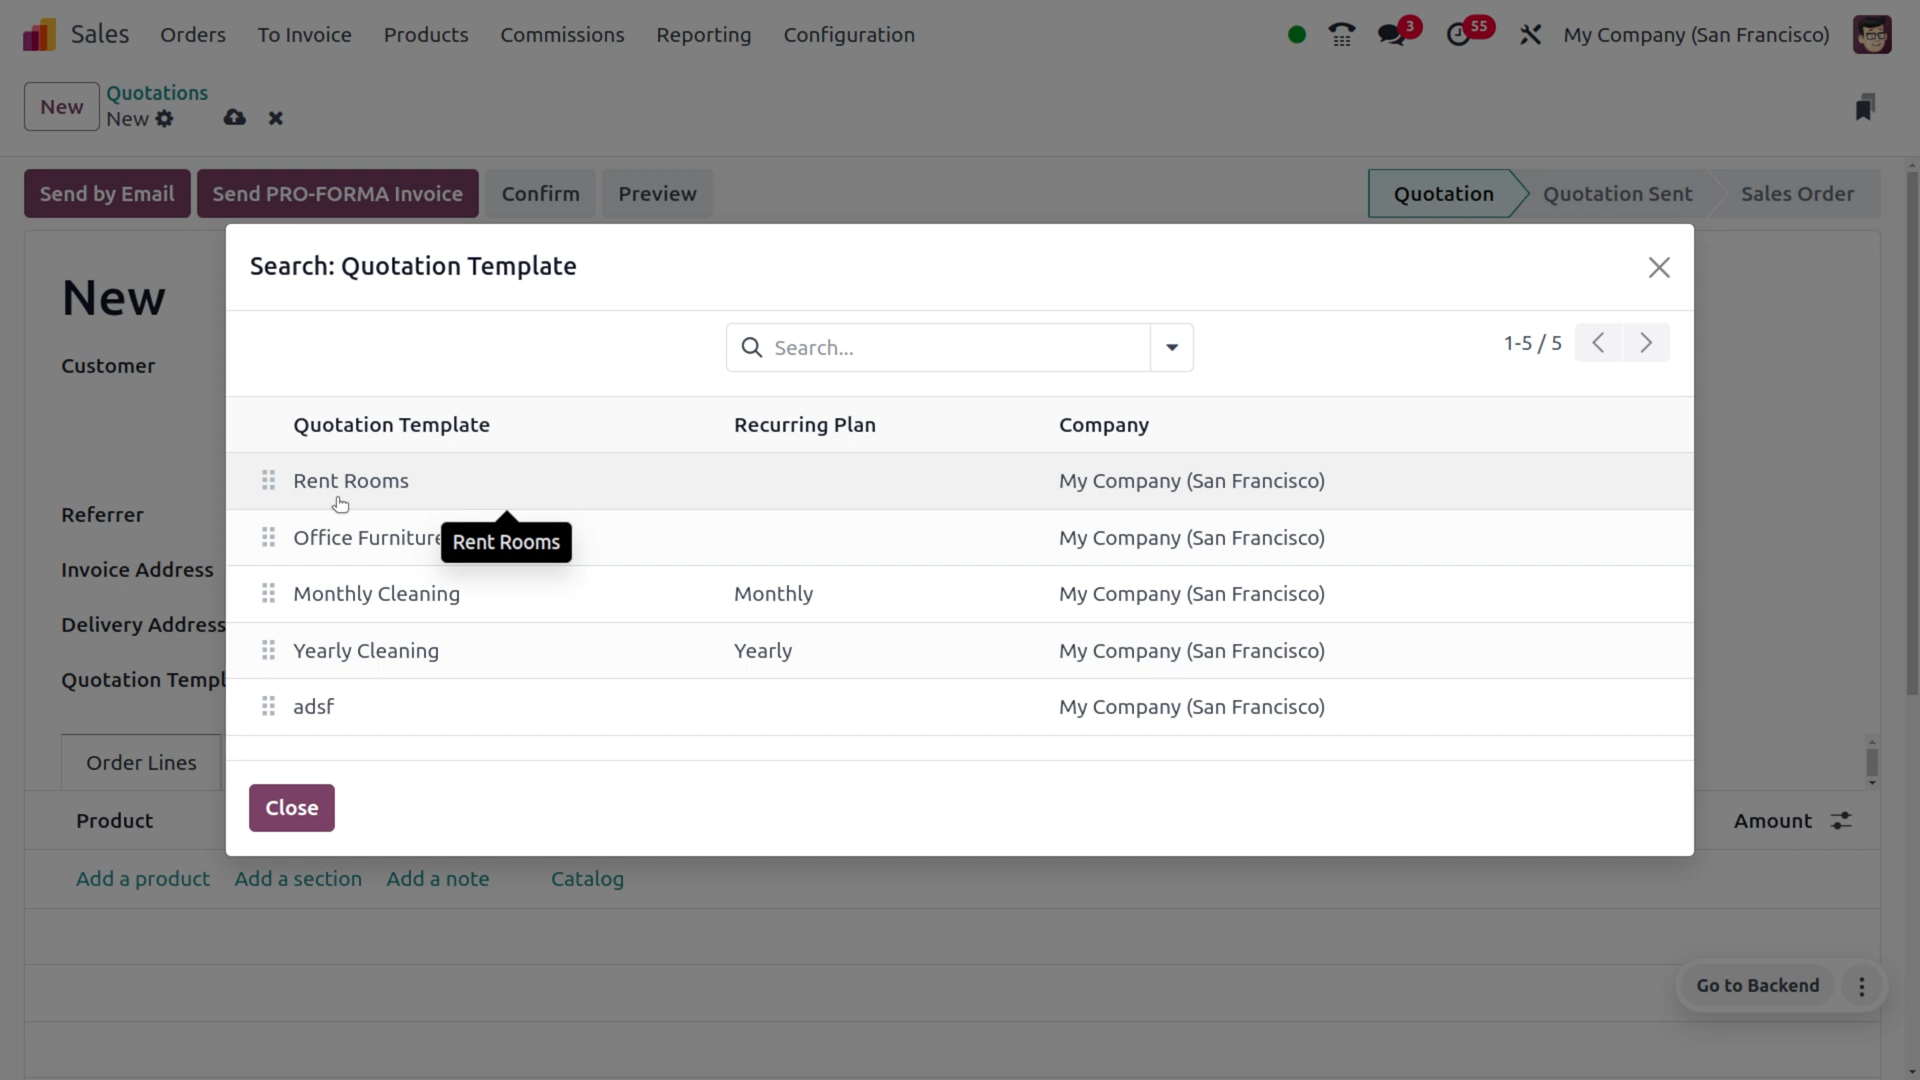 Sales Orders To Invoice Products Commissions Reporting Configuration 3 55 My Company (San Francisco)
New Quotations
New
Send by Email Send PRO-FORMA Invoice Confirm Preview Quotation Quotation Sent Sales Order
Search: Quotation Template
New
Search... 1-5 / 5
Customer
Quotation Template Recurring Plan Company
Rent Rooms My Company (San Francisco)
Referrer
Office Furniture My Company (San Francisco)
Rent Rooms
Invoice Address
Monthly Cleaning Monthly My Company (San Francisco)
Delivery Address
Yearly Cleaning Yearly My Company (San Francisco)
Quotation Templ
adsf My Company (San Francisco)
Order Lines
Close
Product Amount
Add a product Add a section Add a note Catalog
Go to Backend